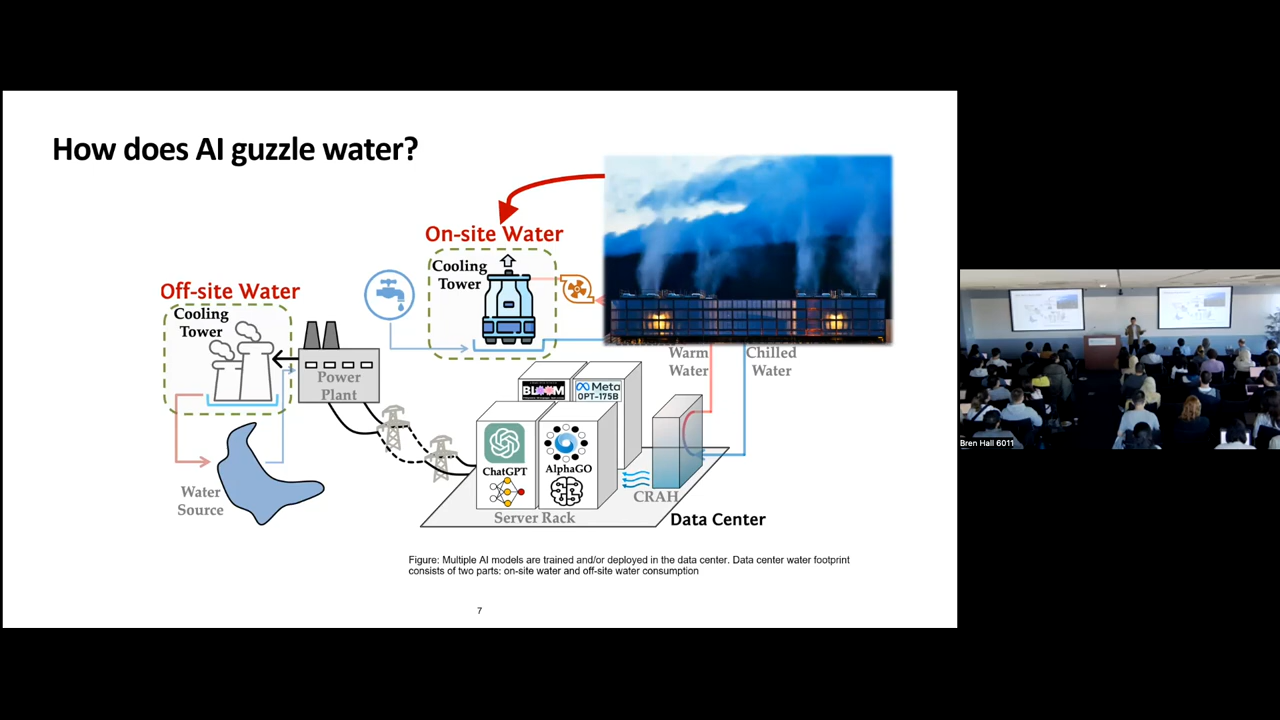 How does AI guzzle water?
On-site Water
Cooling
Tower
Off-site Water
Cooling
Tower
Power
Plant
Warm
Water
Chilled
Water
BLOOM
Meta
OPT-175B
ChatGPT
AlphaGO
Water
Source
CRAH
Server Rack
Data Center
Figure: Multiple AI models are trained and/or deployed in the data center. Data center water footprint
consists of two parts: on-site water and off-site water consumption
7
Bren Hall 6011